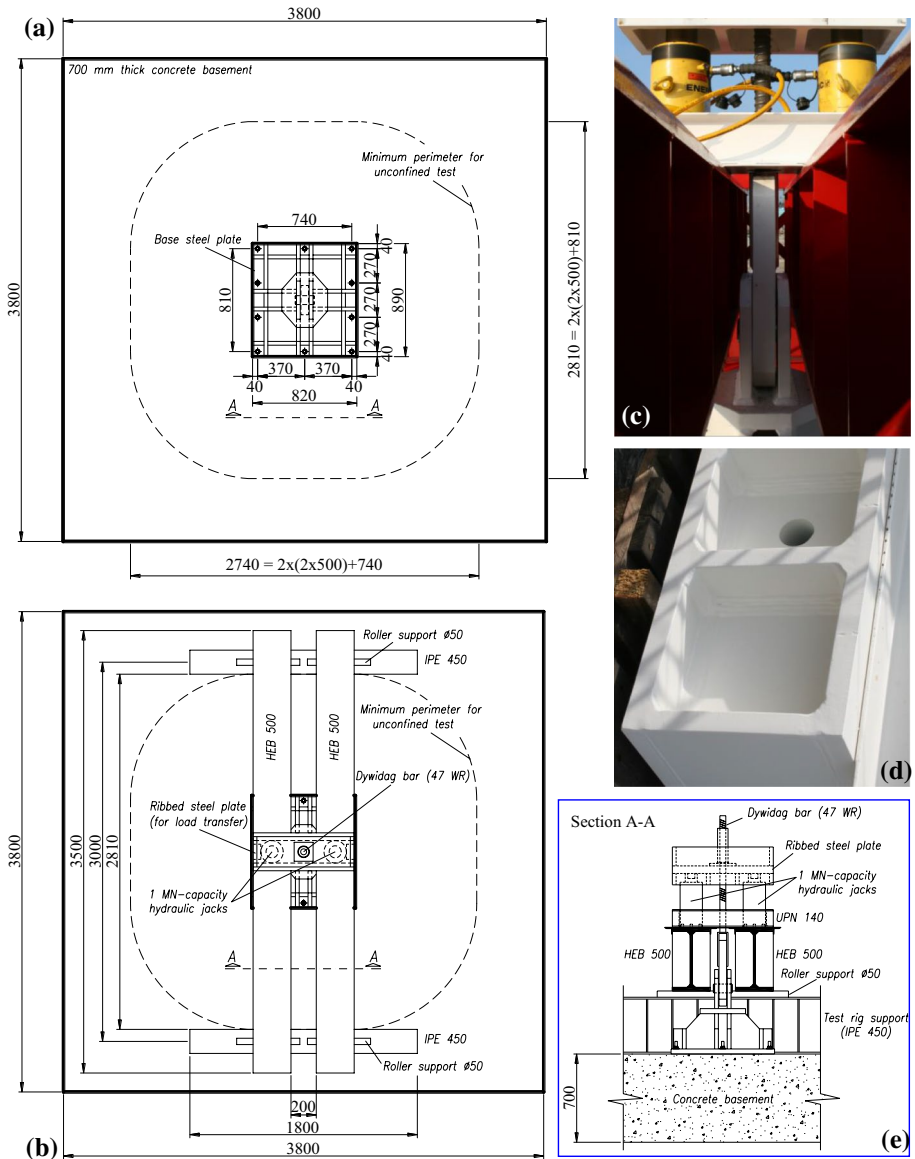 (a)
3800
700 mm thick concrete basement
Minimum perimeter for
unconfined test
740
Base steel plate
40
270
810
270
890
270
40
370
370
40
820
A
A
3800
2810 = 2x(2x500)+810
2740 = 2x(2x500)+740
(c)
ENE
(d)
Roller support ø50
IPE 450
Minimum perimeter for
unconfined test
HEB 500
HEB 500
Dywidag bar (47 WR)
Ribbed steel plate
(for load transfer)
3800
3500
3000
2810
1 MN-capacity
hydraulic jacks
A
A
IPE 450
Roller support ø50
200
1800
3800
(b)
Section A-A
Dywidag bar (47 WR)
Ribbed steel plate
1 MN-capacity
hydraulic jacks
UPN 140
HEB 500
HEB 500
Roller support ø50
Test rig support
(IPE 450)
700
Concrete basement
(e)